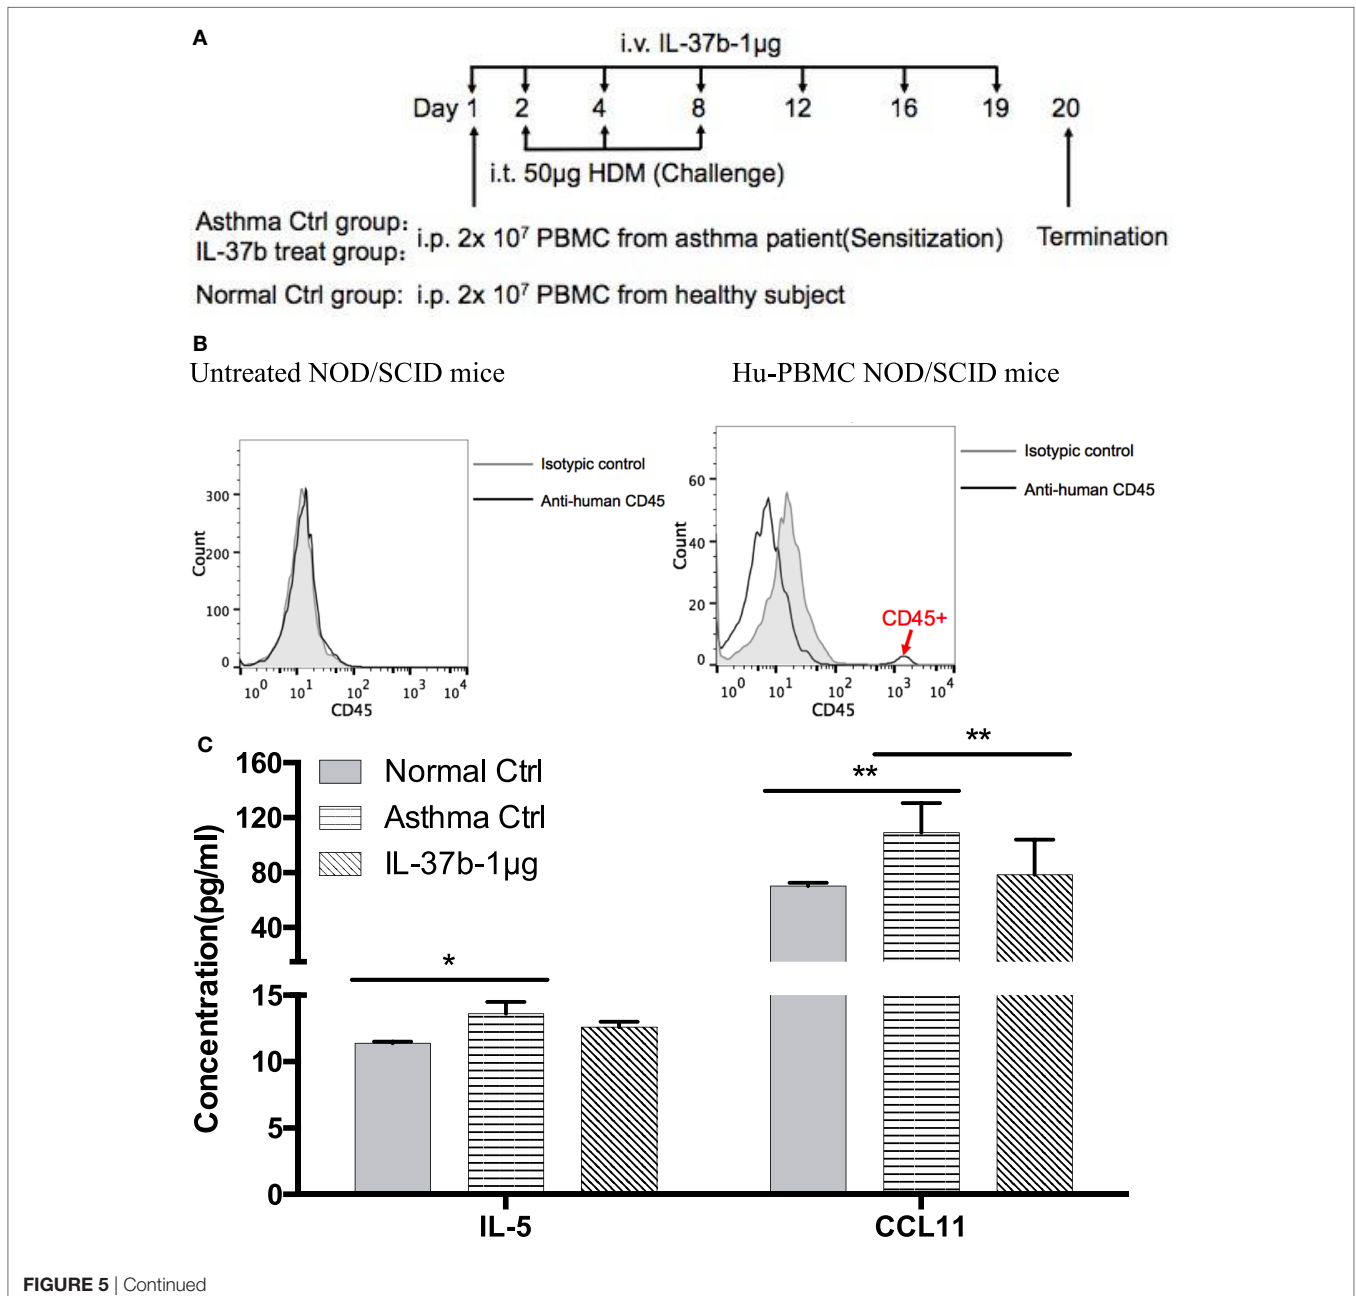 A
i.v. IL-37b-1μg
Day 1 2 4 8 12 16 19 20
i.t. 50μg HDM (Challenge)
Asthma Ctrl group:
IL-37b treat group:
i.p. 2x 10⁷ PBMC from asthma patient(Sensitization)
Termination
Normal Ctrl group: i.p. 2x 10⁷ PBMC from healthy subject
B
Untreated NOD/SCID mice
Hu-PBMC NOD/SCID mice
Isotypic control
Anti-human CD45
300
200
100
0
Count
10⁰ 10¹ 10² 10³ 10⁴
CD45
Isotypic control
Anti-human CD45
60
40
20
0
Count
CD45+
10⁰ 10¹ 10² 10³ 10⁴
CD45
C
160
120
80
40
15
10
5
0
Concentration(pg/ml)
Normal Ctrl
Asthma Ctrl
IL-37b-1μg
*
**
**
IL-5
CCL11
FIGURE 5 | Continued